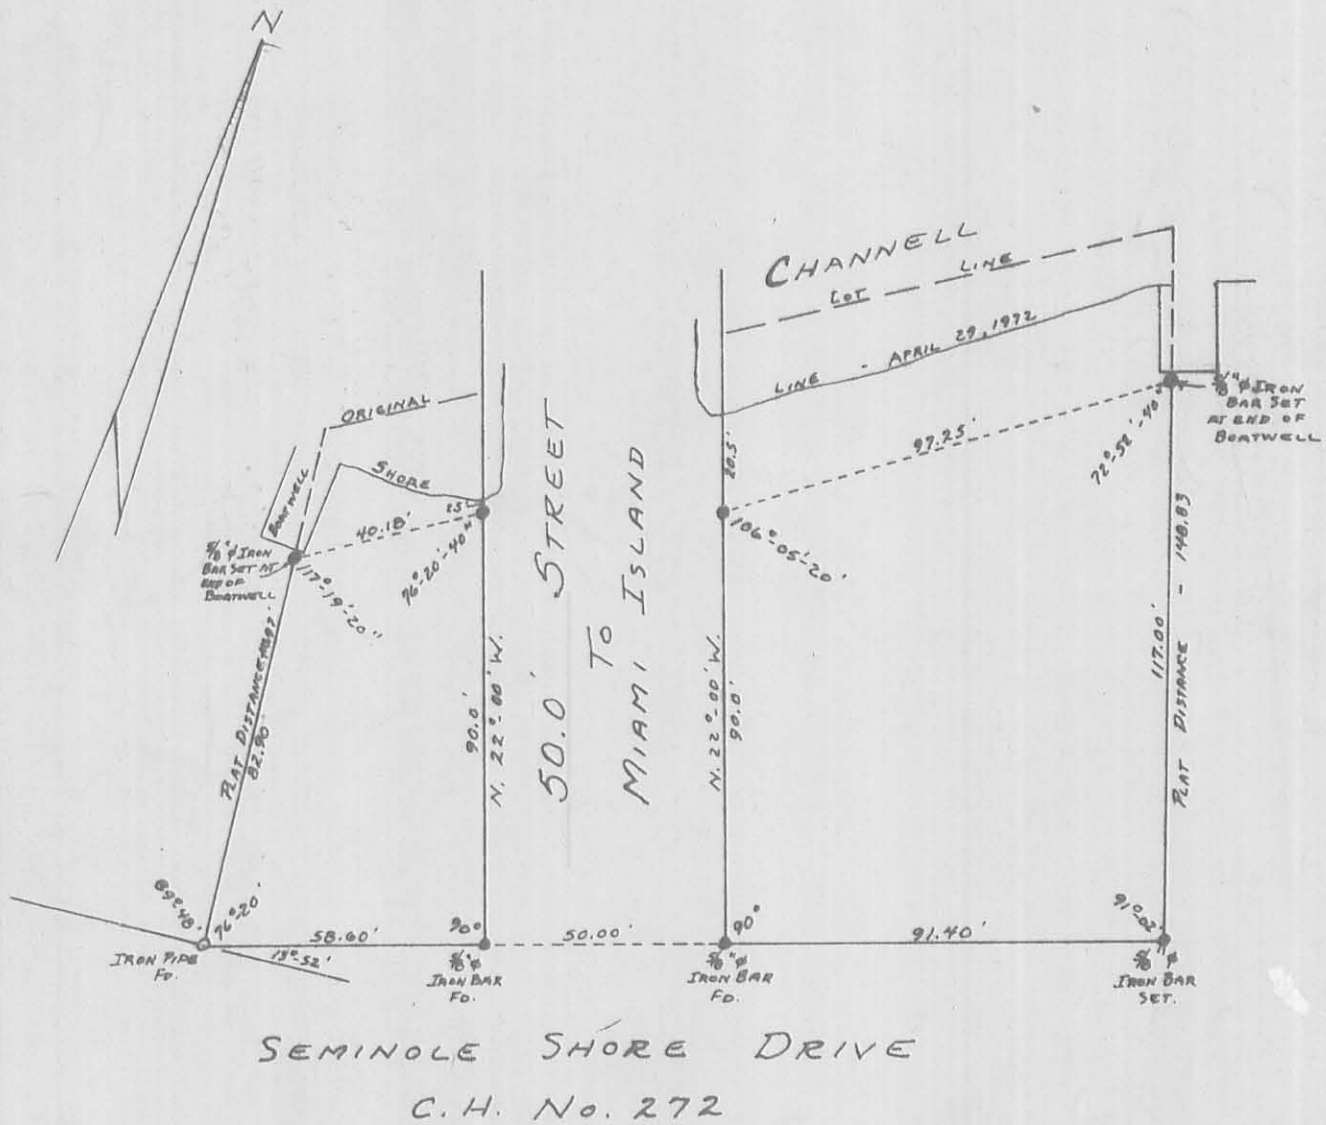 N
CHANNELL
LOT LINE
LINE - APRIL 29, 1972
ORIGINAL
SHORE
BOATWELL
5/8"φ IRON
BAR SET AT
END OF
BOATWELL
40.18'
2.5
117°-19'-20"
76°-20'-40"
50.0' STREET
TO
MIAMI ISLAND
20.5'
97.25'
106°-05'-20"
72°-52'-40"
5/8"φ IRON
BAR SET
AT END OF
BOATWELL
PLAT DISTANCE
82.90'
90.0'
N. 22°-00' W.
N. 22°-00' W.
90.0'
117.00'
PLAT DISTANCE - 148.83
89°-48'
76°-20'
58.60'
13°-52'
90°
50.00'
90°
91.40'
91°-02'
IRON PIPE
FD.
5/8"φ
IRON BAR
FD.
5/8"φ
IRON BAR
FD.
5/8"φ
IRON BAR
SET.
SEMINOLE SHORE DRIVE
C.H. No. 272